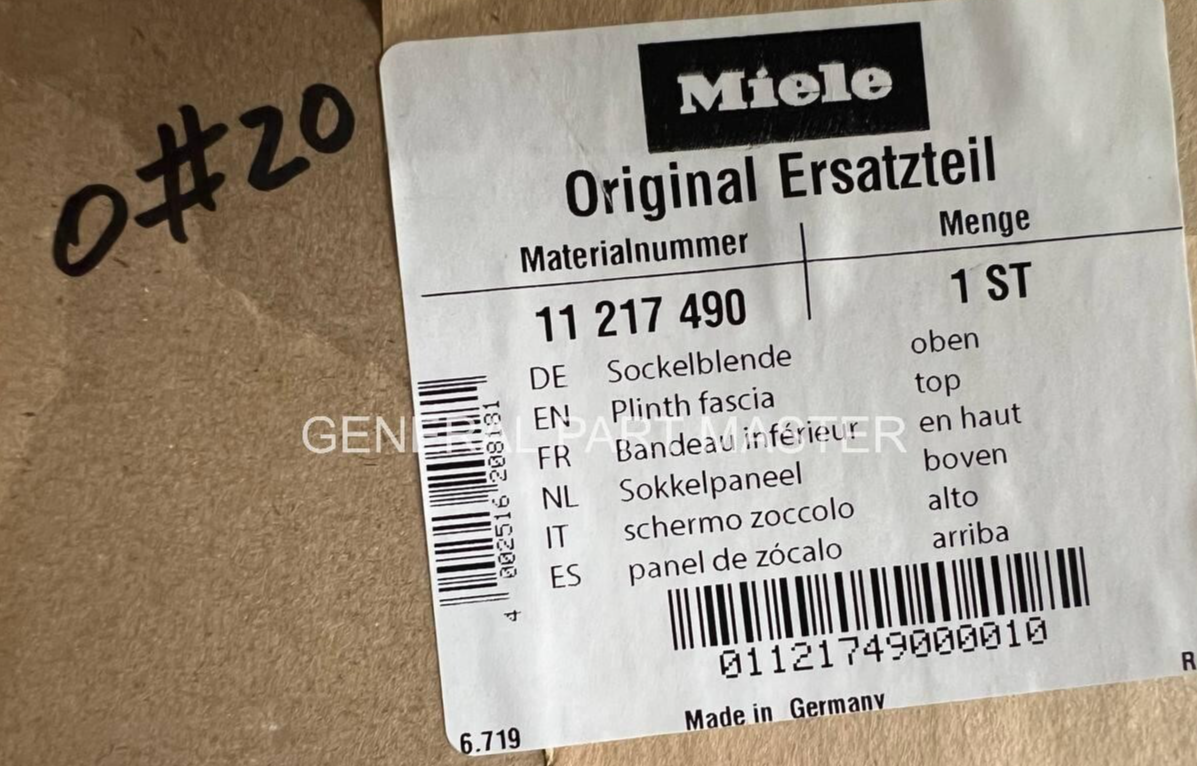 O#20
Miele
Original Ersatzteil
Materialnummer Menge
11 217 490 1 ST
DE Sockelblende oben
EN Plinth fascia top
FR Bandeau inférieur en haut
NL Sokkelpaneel boven
IT schermo zoccolo alto
ES panel de zócalo arriba
GENERAL PART MASTER
4 002516 208181
01121749000010
Made in Germany
6.719
R